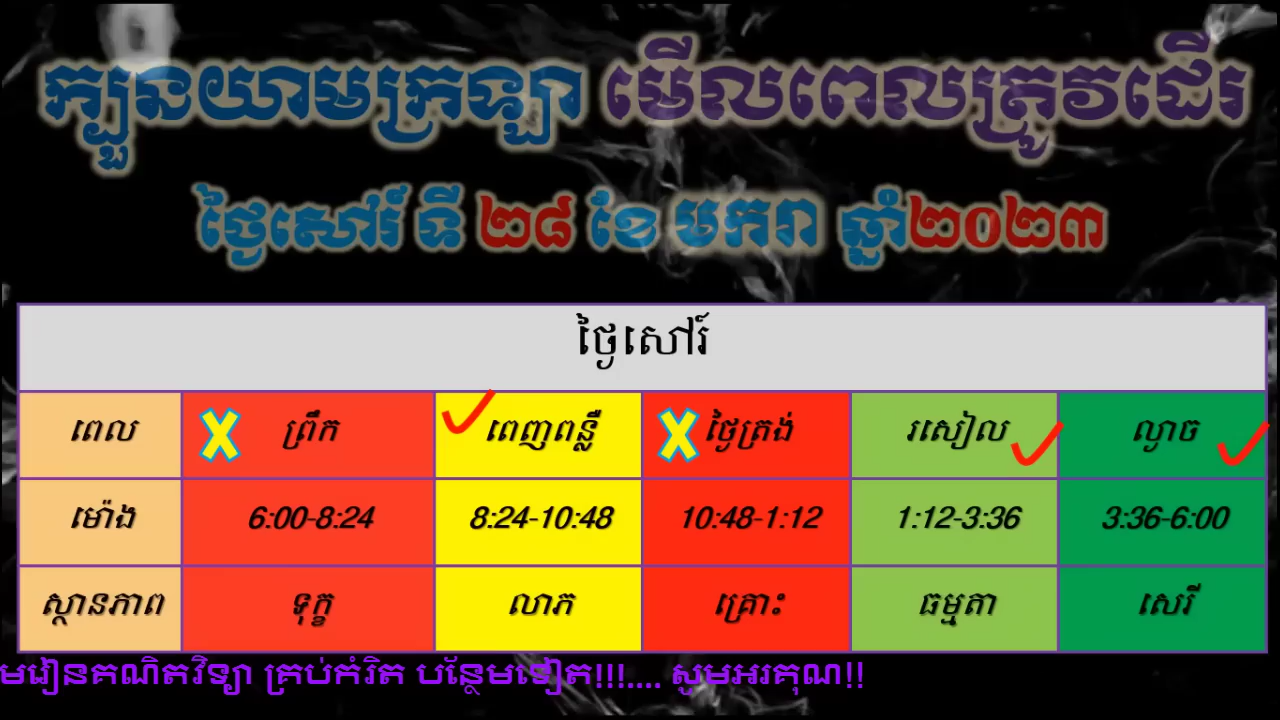 ក្បួនយាមក្រឡា មើលពេលត្រូវដើរ
ថ្ងៃសៅរ៍ ទី ២៨ ខែ មករា ឆ្នាំ២០២៣
ថ្ងៃសៅរ៍
ពេល ព្រឹក ពេញពន្លឺ ថ្ងៃត្រង់ រសៀល ល្ងាច
ម៉ោង 6:00-8:24 8:24-10:48 10:48-1:12 1:12-3:36 3:36-6:00
ស្ថានភាព ទុក្ខ លាភ គ្រោះ ធម្មតា សេរី
មរៀនគណិតវិទ្យា គ្រប់កំរិត បន្ថែមទៀត!!!.... សូមអរគុណ!!